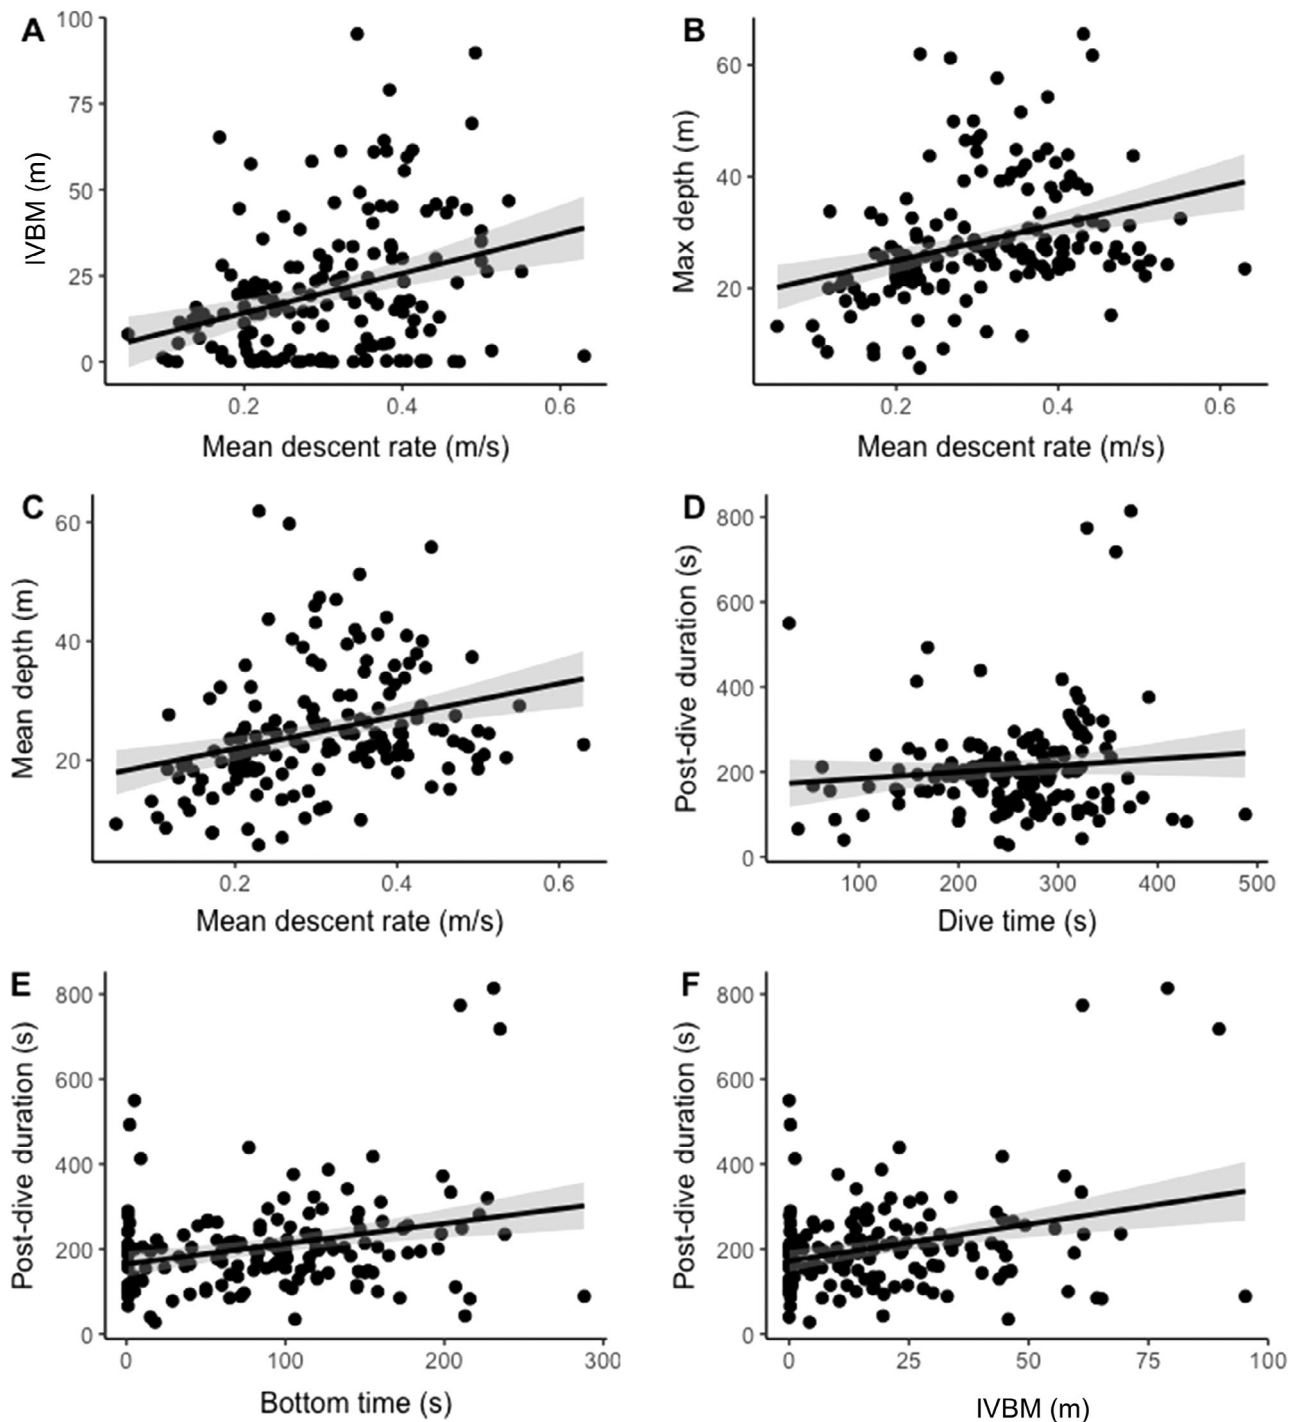 A
IVBM (m)
100
75
50
25
0
0.2 0.4 0.6
Mean descent rate (m/s)
B
Max depth (m)
60
40
20
0.2 0.4 0.6
Mean descent rate (m/s)
C
Mean depth (m)
60
40
20
0.2 0.4 0.6
Mean descent rate (m/s)
D
Post-dive duration (s)
800
600
400
200
0
100 200 300 400 500
Dive time (s)
E
Post-dive duration (s)
800
600
400
200
0
0 100 200 300
Bottom time (s)
F
Post-dive duration (s)
800
600
400
200
0
0 25 50 75 100
IVBM (m)